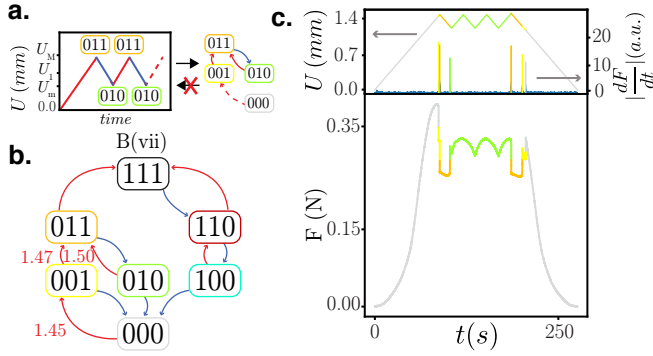 a.
U (mm)
U_M
U_1
U_m
0.0
011 011
010 010
time
011
001 010
000
b.
B(vii)
111
011 110
1.47 1.50
001 010 100
1.45
000
c.
U (mm)
1.4
0.7
0.0
20
10
0
|dF/dt|(a.u.)
F (N)
0.35
0.15
0.00
0 250
t(s)